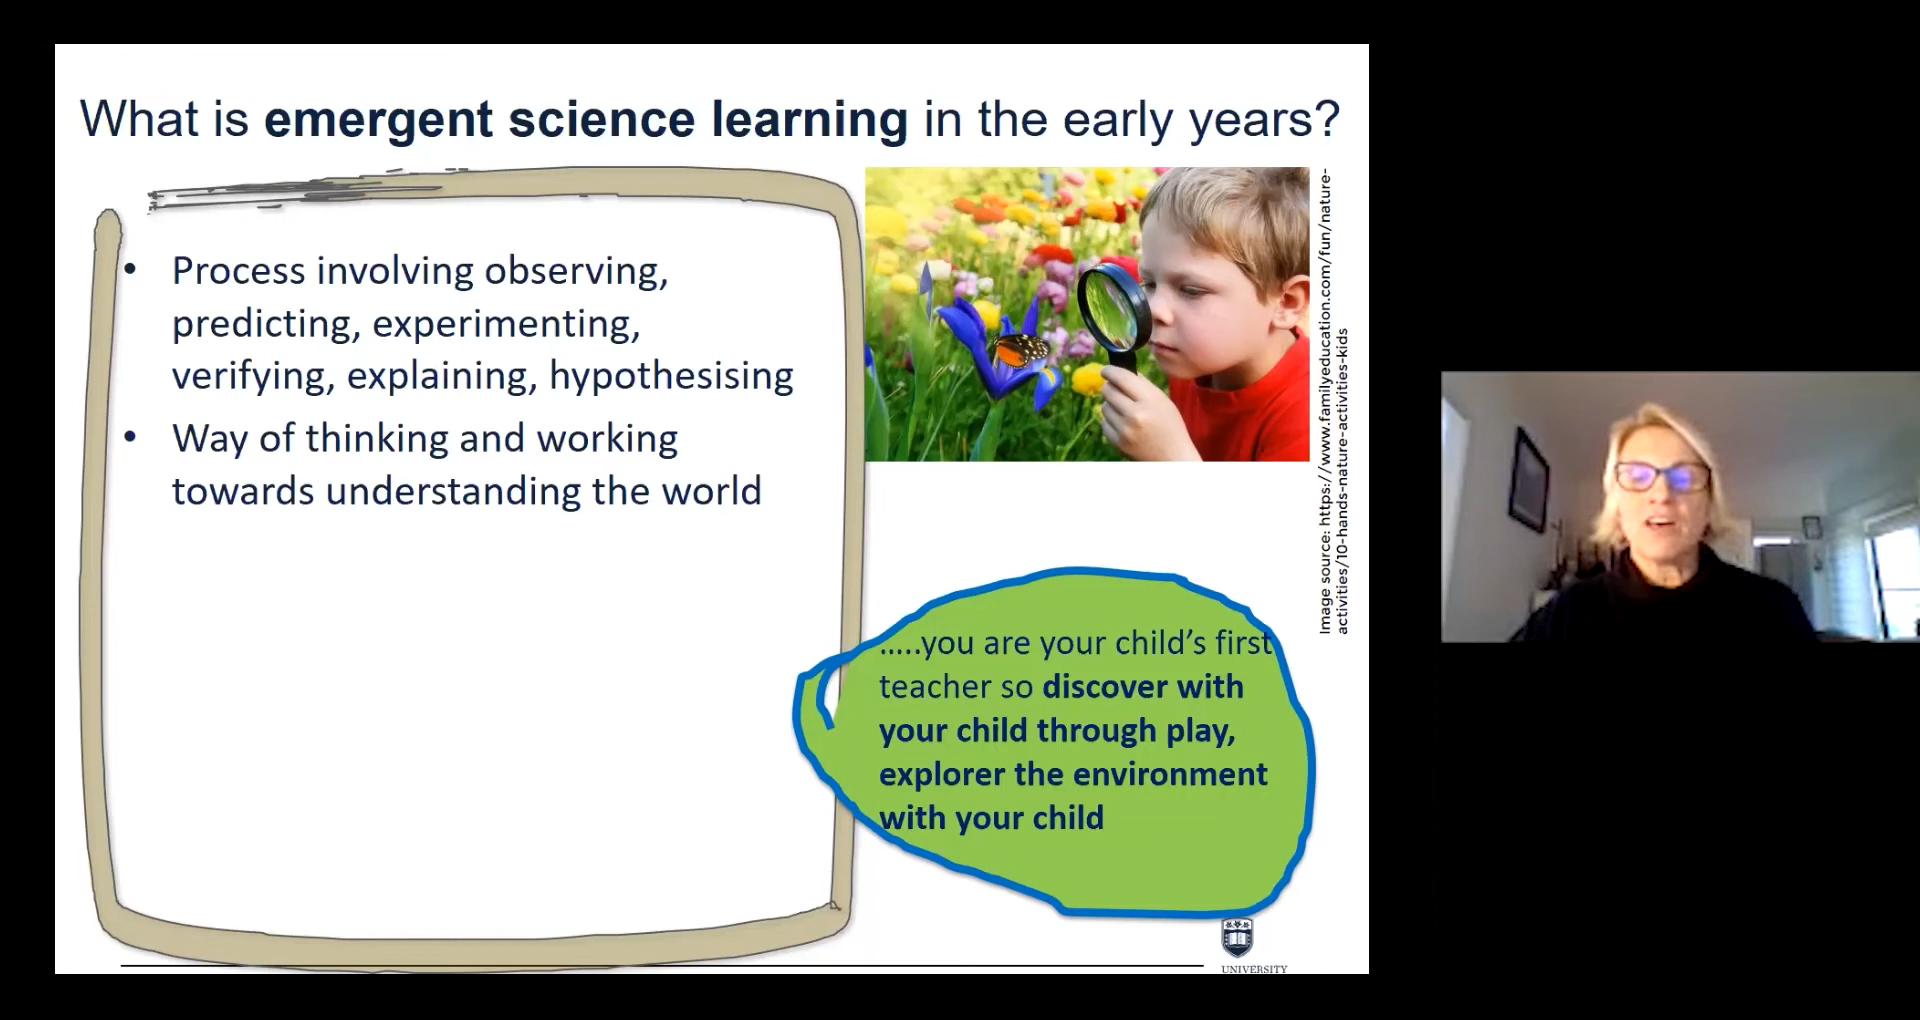 What is emergent science learning in the early years?
• Process involving observing,
predicting, experimenting,
verifying, explaining, hypothesising
• Way of thinking and working
towards understanding the world
Image source: https://www.familyeducation.com/fun/nature-
activities/10-hands-nature-activities-kids
.....you are your child’s first
teacher so discover with
your child through play,
explorer the environment
with your child
UNIVERSITY